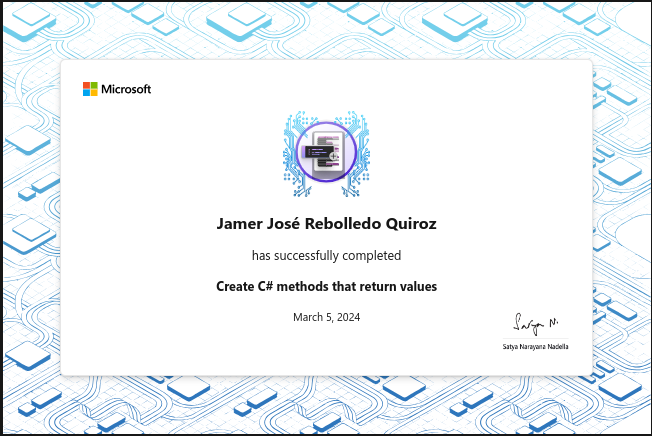 Microsoft
Jamer José Rebolledo Quiroz
has successfully completed
Create C# methods that return values
March 5, 2024
Satya N.
Satya Narayana Nadella